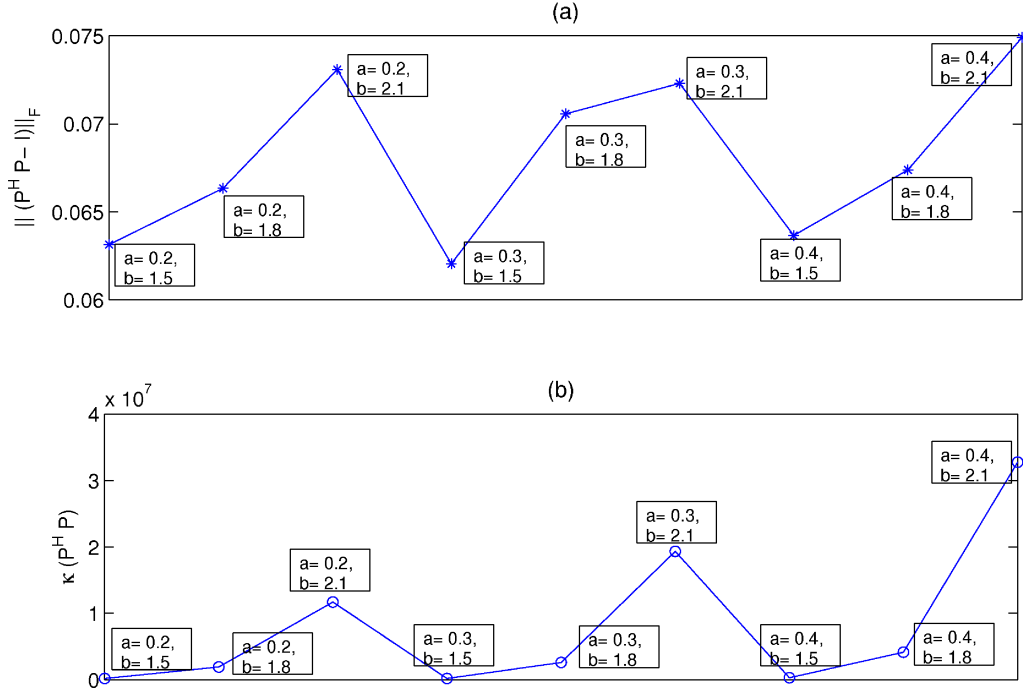 (a)
0.075
0.07
0.065
0.06
|| (P^H P− I)||_F
a= 0.2,
b= 1.5
a= 0.2,
b= 1.8
a= 0.2,
b= 2.1
a= 0.3,
b= 1.5
a= 0.3,
b= 1.8
a= 0.3,
b= 2.1
a= 0.4,
b= 1.5
a= 0.4,
b= 1.8
a= 0.4,
b= 2.1
(b)
x 10^7
4
3
2
1
0
κ (P^H P)
a= 0.2,
b= 1.5
a= 0.2,
b= 1.8
a= 0.2,
b= 2.1
a= 0.3,
b= 1.5
a= 0.3,
b= 1.8
a= 0.3,
b= 2.1
a= 0.4,
b= 1.5
a= 0.4,
b= 1.8
a= 0.4,
b= 2.1